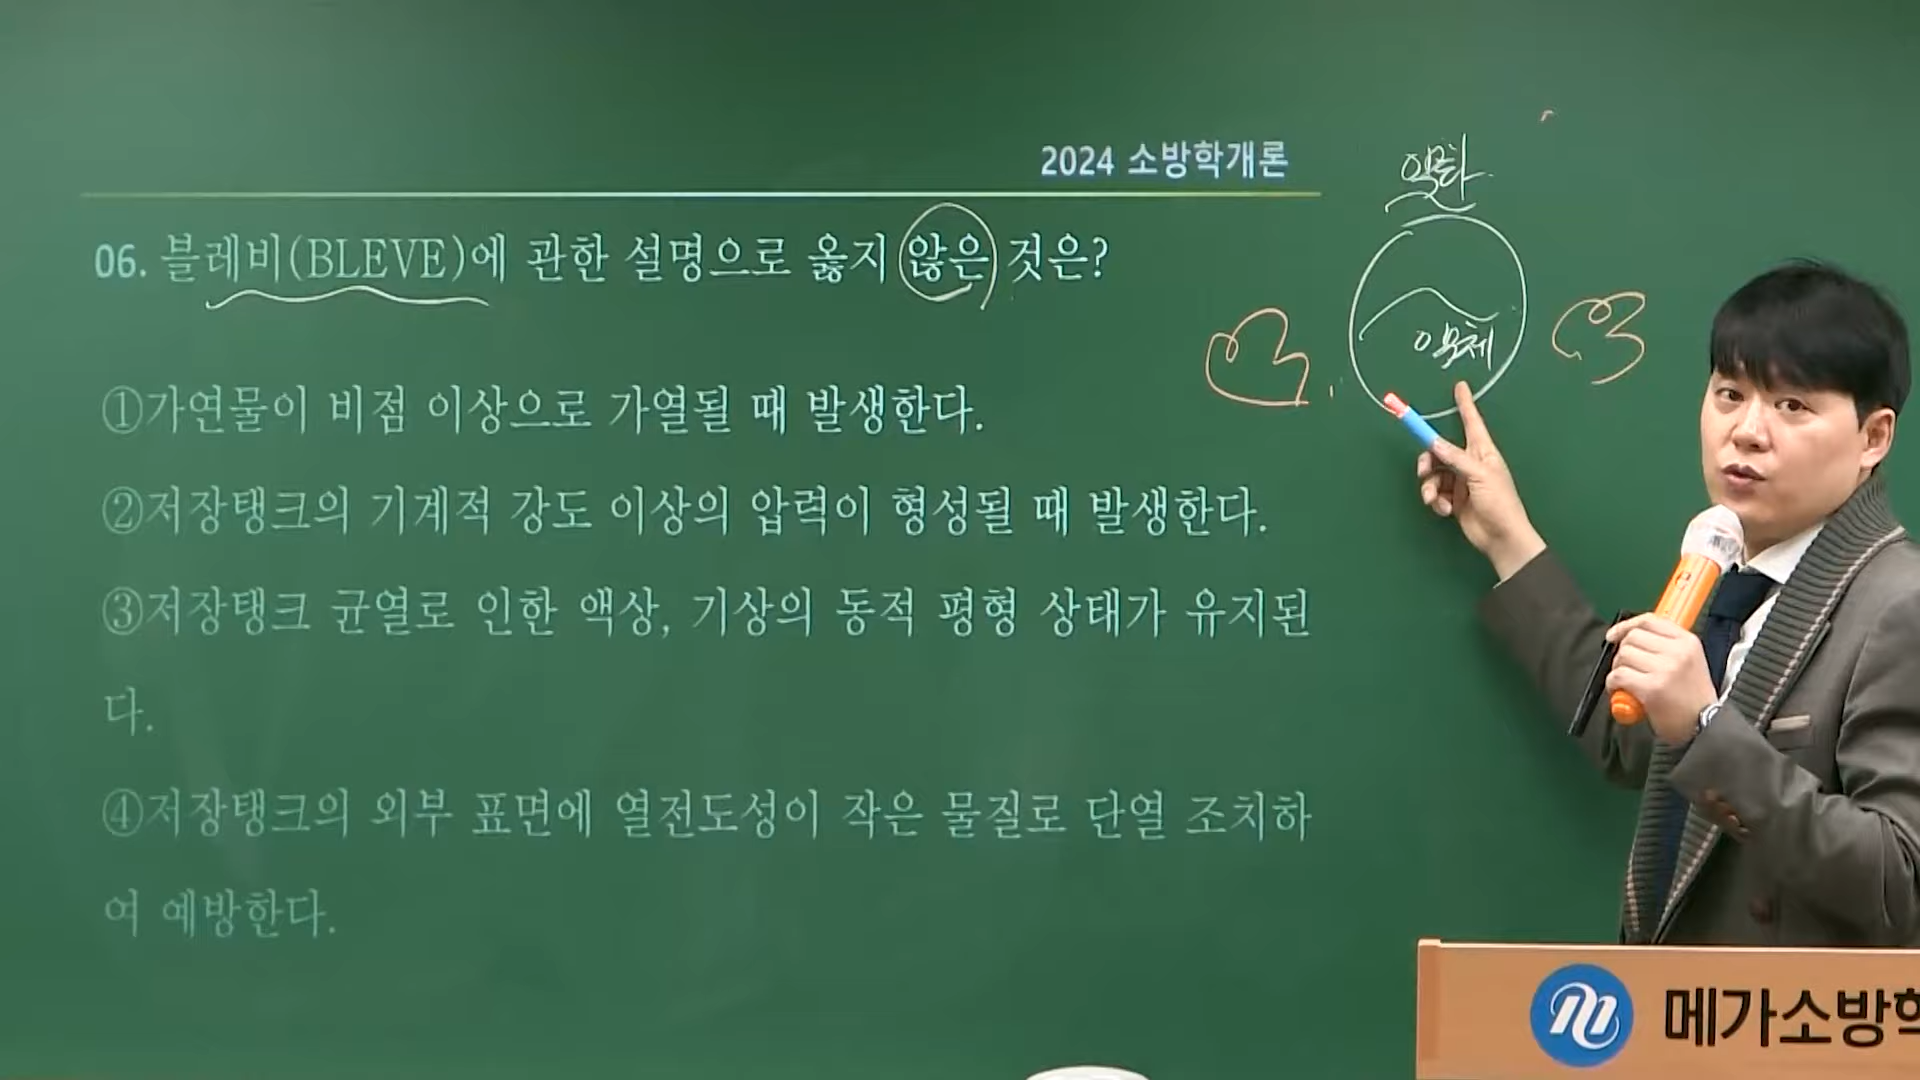 2024 소방학개론
06. 블레비(BLEVE)에 관한 설명으로 옳지 않은 것은?
①가연물이 비점 이상으로 가열될 때 발생한다.
②저장탱크의 기계적 강도 이상의 압력이 형성될 때 발생한다.
③저장탱크 균열로 인한 액상, 기상의 동적 평형 상태가 유지된
다.
④저장탱크의 외부 표면에 열전도성이 작은 물질로 단열 조치하
여 예방한다.
액화
액체
메가소방학